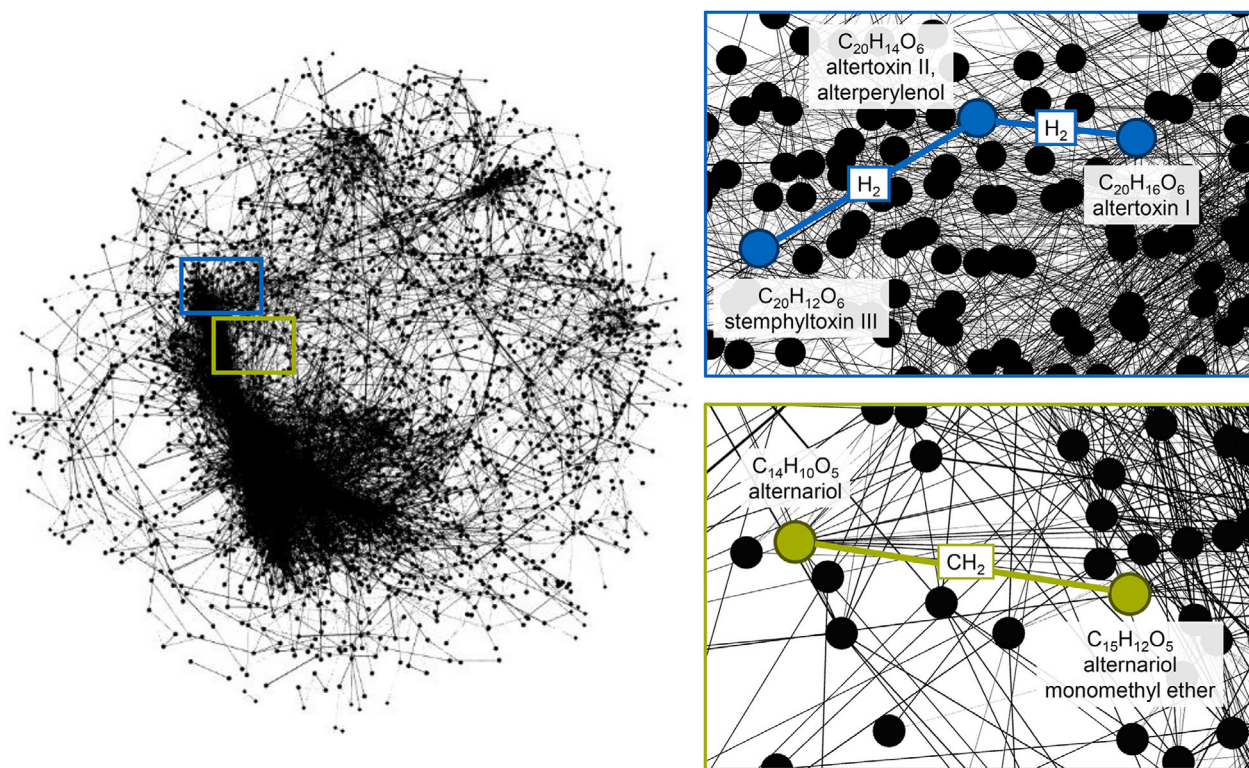 C₂₀H₁₄O₆
altertoxin II,
alterperylenol
H₂
H₂
C₂₀H₁₆O₆
altertoxin I
C₂₀H₁₂O₆
stemphyltoxin III
C₁₄H₁₀O₅
alternariol
CH₂
C₁₅H₁₂O₅
alternariol
monomethyl ether